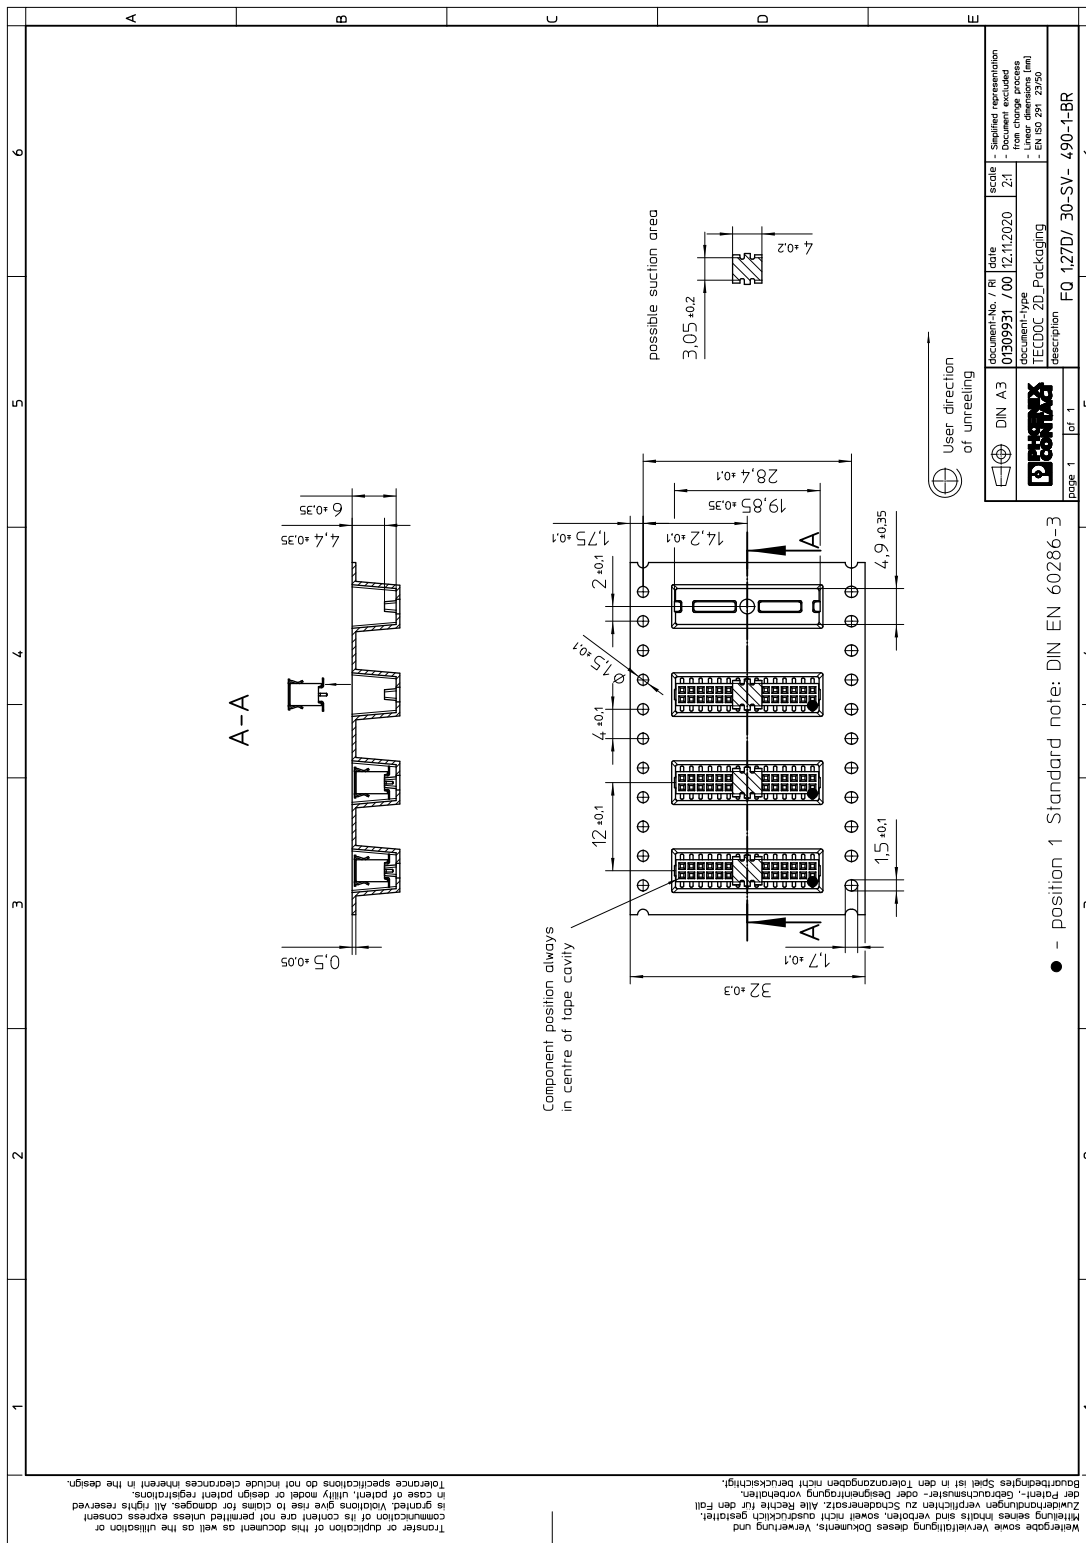 A
B
C
D
E
6
5
4
3
2
1
A-A
6 ±0,35
4,4 ±0,35
0,5 ±0,05
possible suction area
3,05 ±0,2
4 ±0,2
User direction
of unreeling
28,4 ±0,1
19,85 ±0,35
14,2 ±0,1
1,75 ±0,1
2 ±0,1
Ø 1,5 ±0,1
4 ±0,1
12 ±0,1
4,9 ±0,35
1,5 ±0,1
1,7 ±0,1
32 ±0,3
A
A
Component position always
in centre of tape cavity
● - position 1 Standard note: DIN EN 60286-3
DIN A3
PHOENIX
CONTACT
page 1
of 1
document-No. / RI
01309931 / 00
date
12.11.2020
scale
2:1
- Simplified representation
- Document excluded
from change process
- Linear dimensions [mm]
- EN ISO 291 23/50
document-type
TECDOC 2D_Packaging
description
FQ 1,27D/ 30-SV- 490-1-BR
Transfer or duplication of this document as well as the utilisation or
communication of its content are not permitted unless express consent
is granted. Violations give rise to claims for damages. All rights reserved
in case of patent, utility model or design patent registrations.
Tolerance specifications do not include clearances inherent in the design.
Weitergabe sowie Vervielfältigung dieses Dokuments, Verwertung und
Mitteilung seines Inhalts sind verboten, soweit nicht ausdrücklich gestattet.
Zuwiderhandlungen verpflichten zu Schadenersatz. Alle Rechte für den Fall
der Patent-, Gebrauchsmuster- oder Designeintragung vorbehalten.
Bauartbedingtes Spiel ist in den Toleranzangaben nicht berücksichtigt.